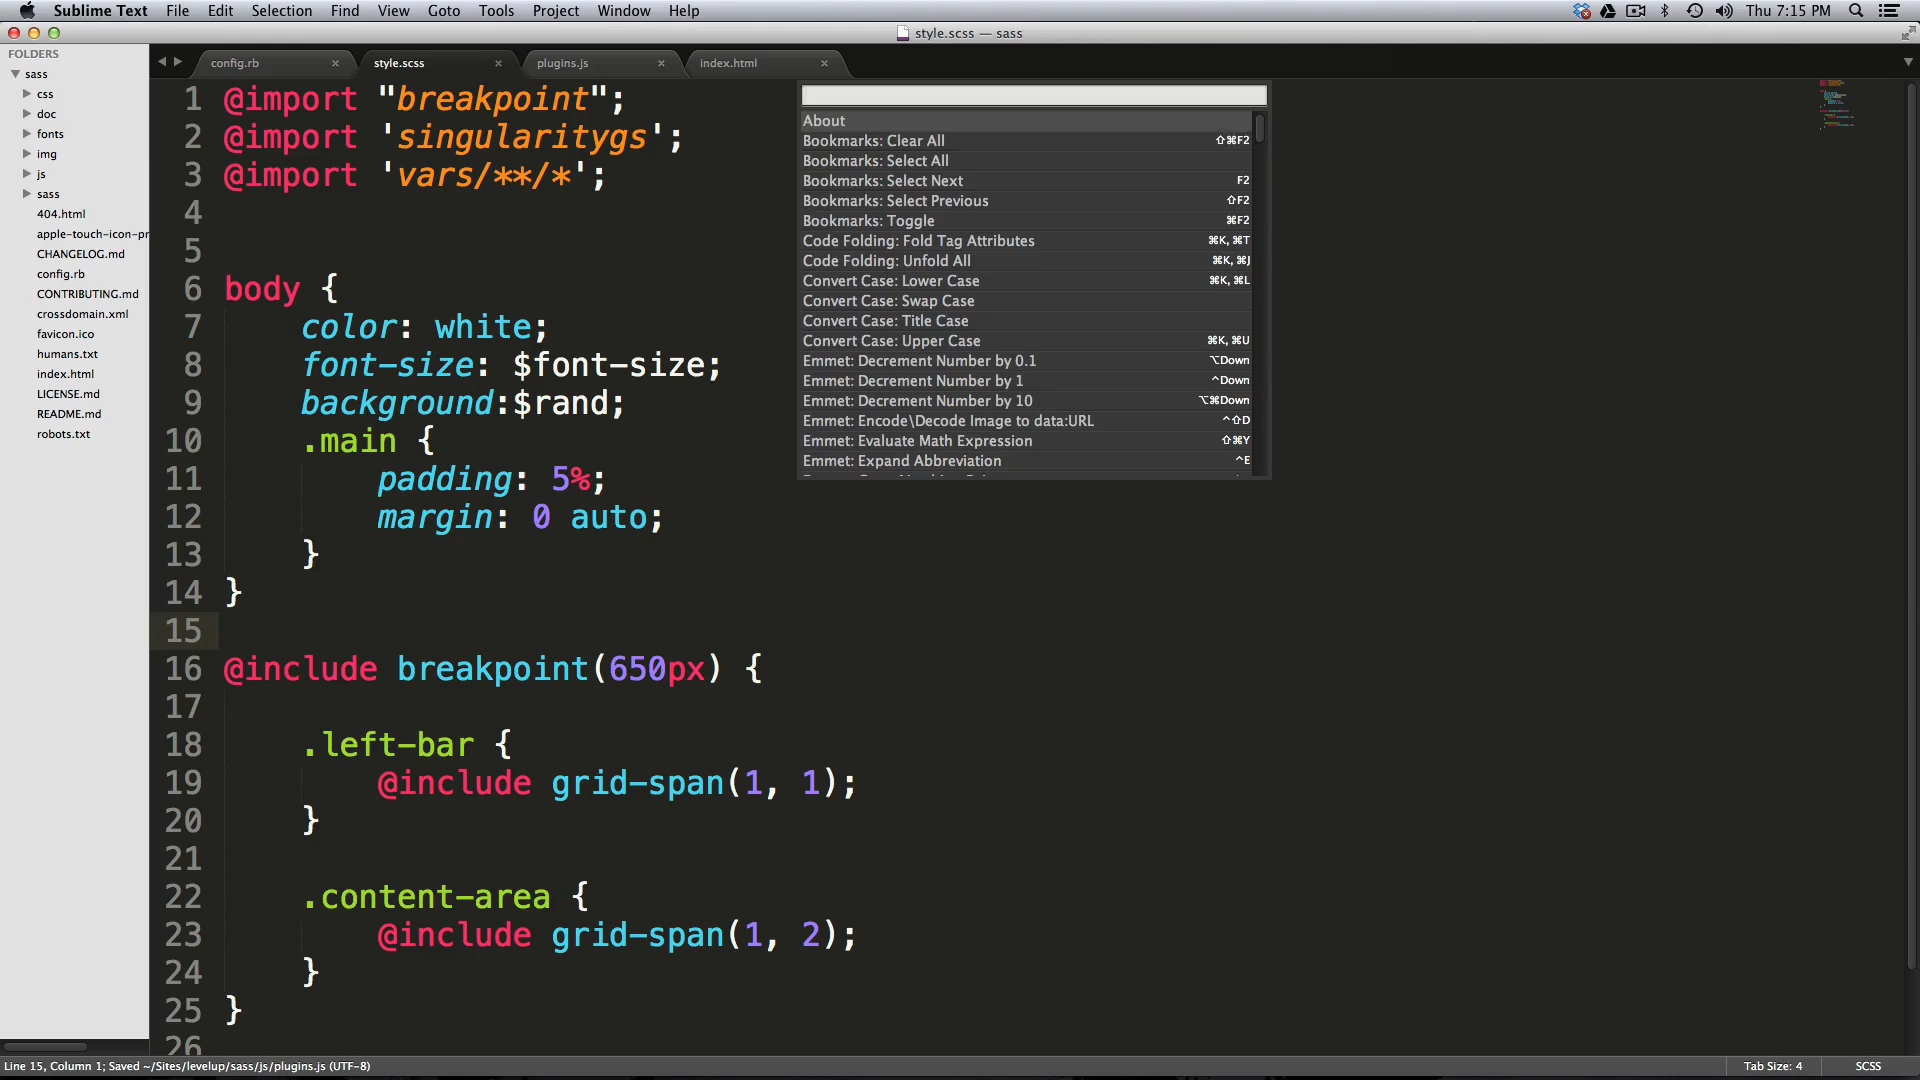 Sublime Text File Edit Selection Find View Goto Tools Project Window Help Thu 7:15 PM
style.scss — sass
FOLDERS
sass
css
doc
fonts
img
js
sass
404.html
apple-touch-icon-pr
CHANGELOG.md
config.rb
CONTRIBUTING.md
crossdomain.xml
favicon.ico
humans.txt
index.html
LICENSE.md
README.md
robots.txt
config.rb × style.scss × plugins.js × index.html ×
1 @import "breakpoint";
2 @import 'singularitygs';
3 @import 'vars/**/*';
4
5
6 body {
7 color: white;
8 font-size: $font-size;
9 background:$rand;
10 .main {
11 padding: 5%;
12 margin: 0 auto;
13 }
14 }
15
16 @include breakpoint(650px) {
17
18 .left-bar {
19 @include grid-span(1, 1);
20 }
21
22 .content-area {
23 @include grid-span(1, 2);
24 }
25 }
26
About
Bookmarks: Clear All ⇧⌘F2
Bookmarks: Select All
Bookmarks: Select Next F2
Bookmarks: Select Previous ⇧F2
Bookmarks: Toggle ⌘F2
Code Folding: Fold Tag Attributes ⌘K, ⌘T
Code Folding: Unfold All ⌘K, ⌘J
Convert Case: Lower Case ⌘K, ⌘L
Convert Case: Swap Case
Convert Case: Title Case
Convert Case: Upper Case ⌘K, ⌘U
Emmet: Decrement Number by 0.1 ⌥Down
Emmet: Decrement Number by 1 ^Down
Emmet: Decrement Number by 10 ⌥⌘Down
Emmet: Encode\Decode Image to data:URL ^⇧D
Emmet: Evaluate Math Expression ⇧⌘Y
Emmet: Expand Abbreviation ^E
Line 15, Column 1; Saved ~/Sites/levelup/sass/js/plugins.js (UTF-8) Tab Size: 4 SCSS